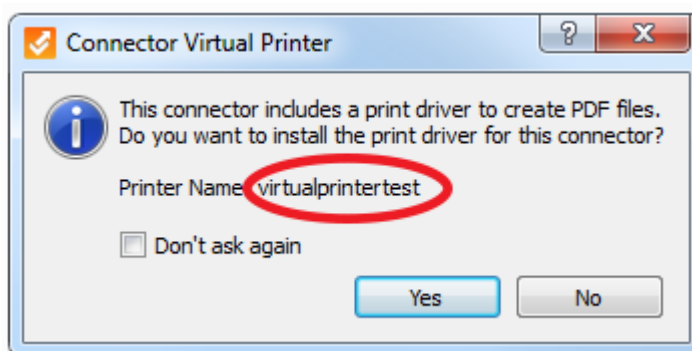 Connector Virtual Printer
?
X
This connector includes a print driver to create PDF files.
Do you want to install the print driver for this connector?
Printer Name: virtualprintertest
Don't ask again
Yes No